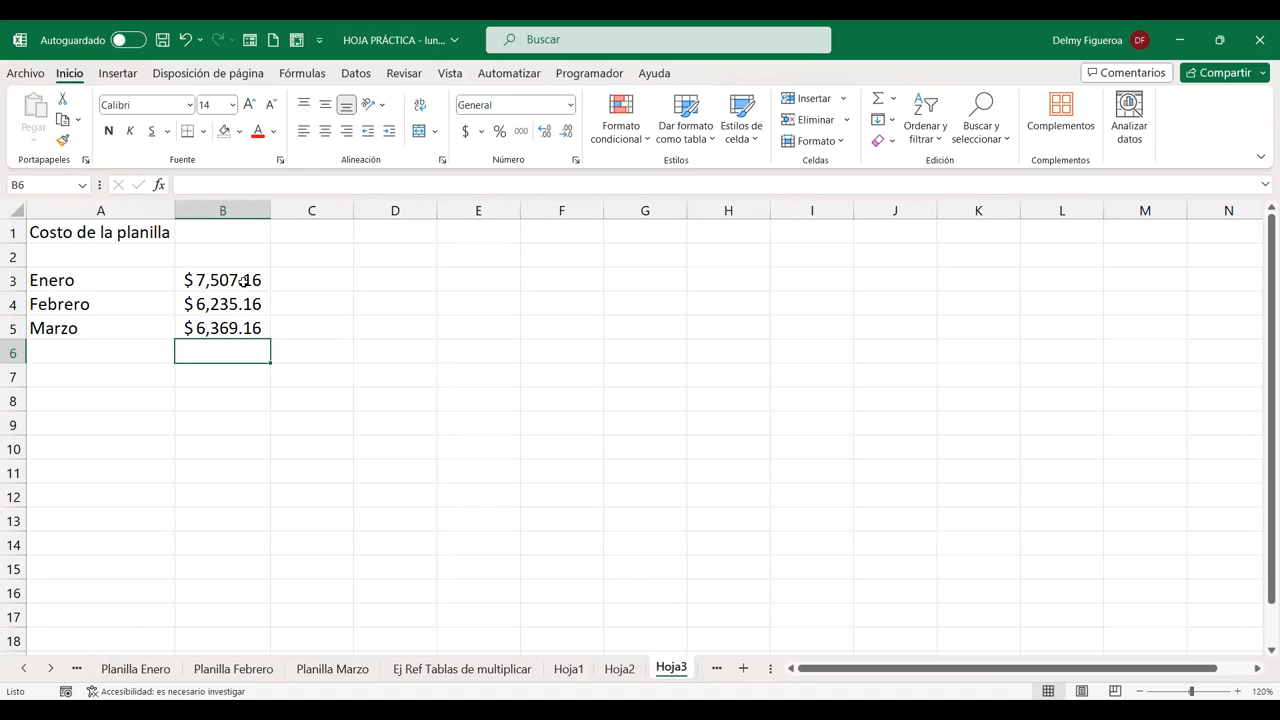 Autoguardado
HOJA PRÁCTICA - lun...
Buscar
Delmy Figueroa
DF
Archivo Inicio Insertar Disposición de página Fórmulas Datos Revisar Vista Automatizar Programador Ayuda
Comentarios
Compartir
Pegar
Portapapeles
Calibri
14
N K S
A
Fuente
Alineación
General
$ % 000
Número
Formato condicional
Dar formato como tabla
Estilos de celda
Estilos
Insertar
Eliminar
Formato
Celdas
Ordenar y filtrar
Buscar y seleccionar
Edición
Complementos
Complementos
Analizar datos
B6
fx
A B C D E F G H I J K L M N
1 Costo de la planilla
2
3 Enero $ 7,507.16
4 Febrero $ 6,235.16
5 Marzo $ 6,369.16
6
7
8
9
10
11
12
13
14
15
16
17
18
Planilla Enero Planilla Febrero Planilla Marzo Ej Ref Tablas de multiplicar Hoja1 Hoja2 Hoja3
Listo
Accesibilidad: es necesario investigar
120%